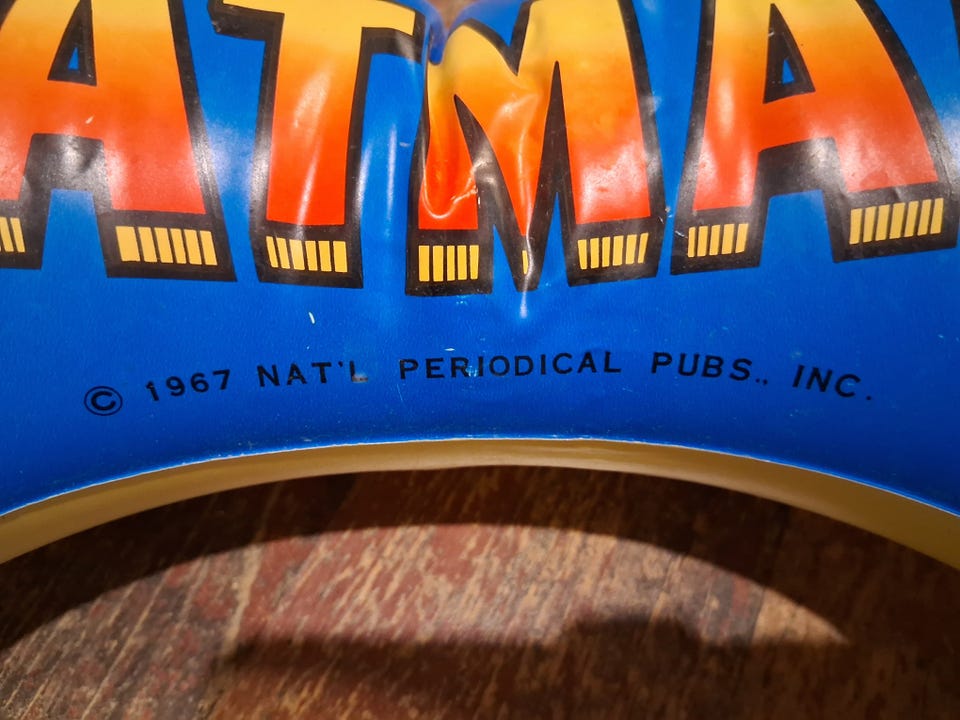 ATMA
© 1967 NAT'L PERIODICAL PUBS., INC.